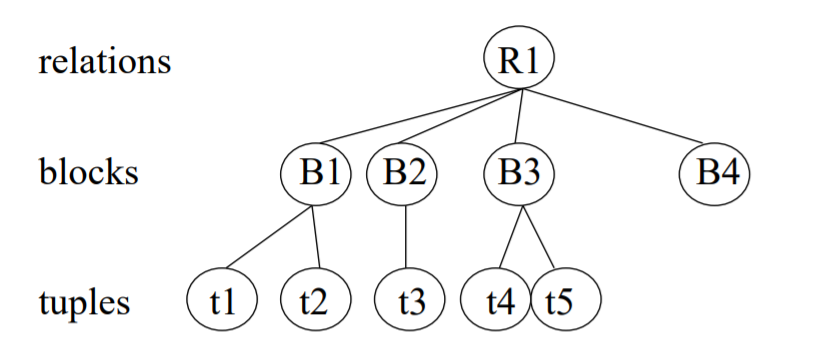 relations R1
blocks B1 B2 B3 B4
tuples t1 t2 t3 t4 t5